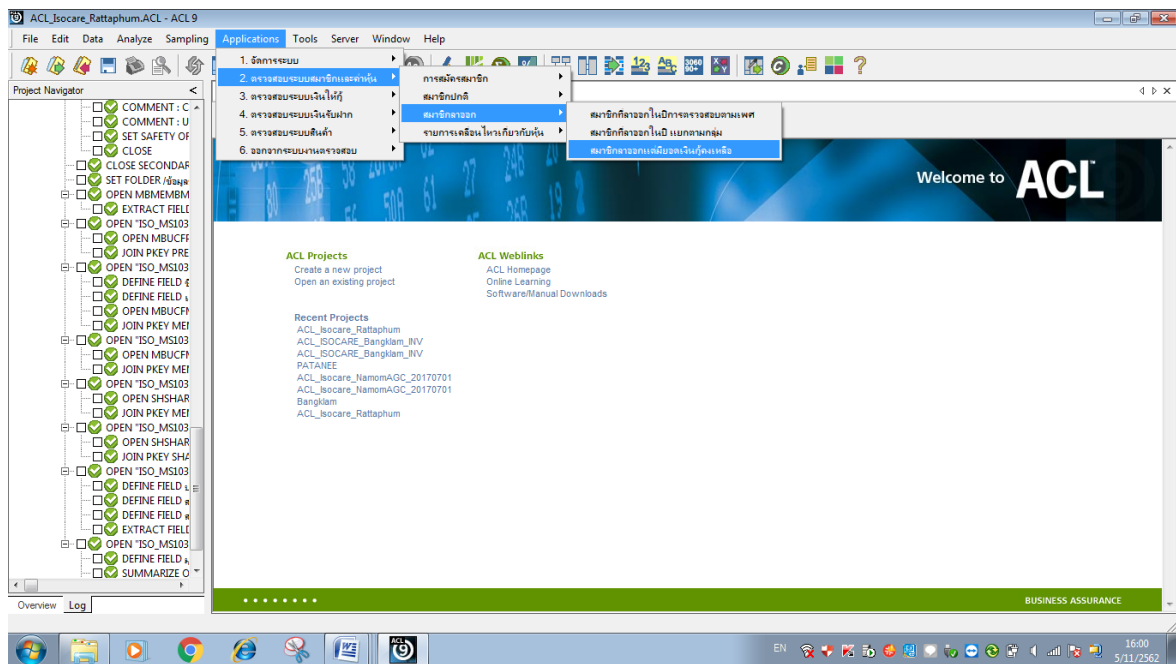 ACL_Isocare_Rattaphum.ACL - ACL 9
File Edit Data Analyze Sampling Applications Tools Server Window Help
1. จัดการระบบ
2. ตรวจสอบระบบสมาชิกและค่าหุ้น
3. ตรวจสอบระบบเงินให้กู้
4. ตรวจสอบระบบเงินรับฝาก
5. ตรวจสอบระบบสินค้า
6. ออกจากระบบงานตรวจสอบ
การสมัครสมาชิก
สมาชิกปกติ
สมาชิกลาออก
รายการเคลื่อนไหวเกี่ยวกับหุ้น
สมาชิกที่ลาออกในปีการตรวจสอบตามเพศ
สมาชิกที่ลาออกในปี แยกตามกลุ่ม
สมาชิกลาออกแต่มียอดเงินกู้คงเหลือ
Project Navigator
COMMENT : C
COMMENT : U
SET SAFETY OF
CLOSE
CLOSE SECONDAR
SET FOLDER /ข้อมูล
OPEN MBMEMBM
EXTRACT FIELD
OPEN "ISO_MS103
OPEN MBUCFP
JOIN PKEY PRE
OPEN "ISO_MS103
DEFINE FIELD
DEFINE FIELD
OPEN MBUCFM
JOIN PKEY MEM
OPEN "ISO_MS103
OPEN MBUCFM
JOIN PKEY MEM
OPEN "ISO_MS103
OPEN SHSHAR
JOIN PKEY MEM
OPEN "ISO_MS103
OPEN SHSHAR
JOIN PKEY SHA
OPEN "ISO_MS103
DEFINE FIELD
DEFINE FIELD
DEFINE FIELD
EXTRACT FIELD
OPEN "ISO_MS103
DEFINE FIELD
SUMMARIZE O
Overview Log
Welcome to ACL™
ACL Projects
Create a new project
Open an existing project
Recent Projects
ACL_Isocare_Rattaphum
ACL_ISOCARE_Bangklam_INV
ACL_ISOCARE_Bangklam_INV
PATANEE
ACL_Isocare_NamomAGC_20170701
ACL_Isocare_NamomAGC_20170701
Bangklam
ACL_Isocare_Rattaphum
ACL Weblinks
ACL Homepage
Online Learning
Software/Manual Downloads
BUSINESS ASSURANCE
EN
16:00
5/11/2562